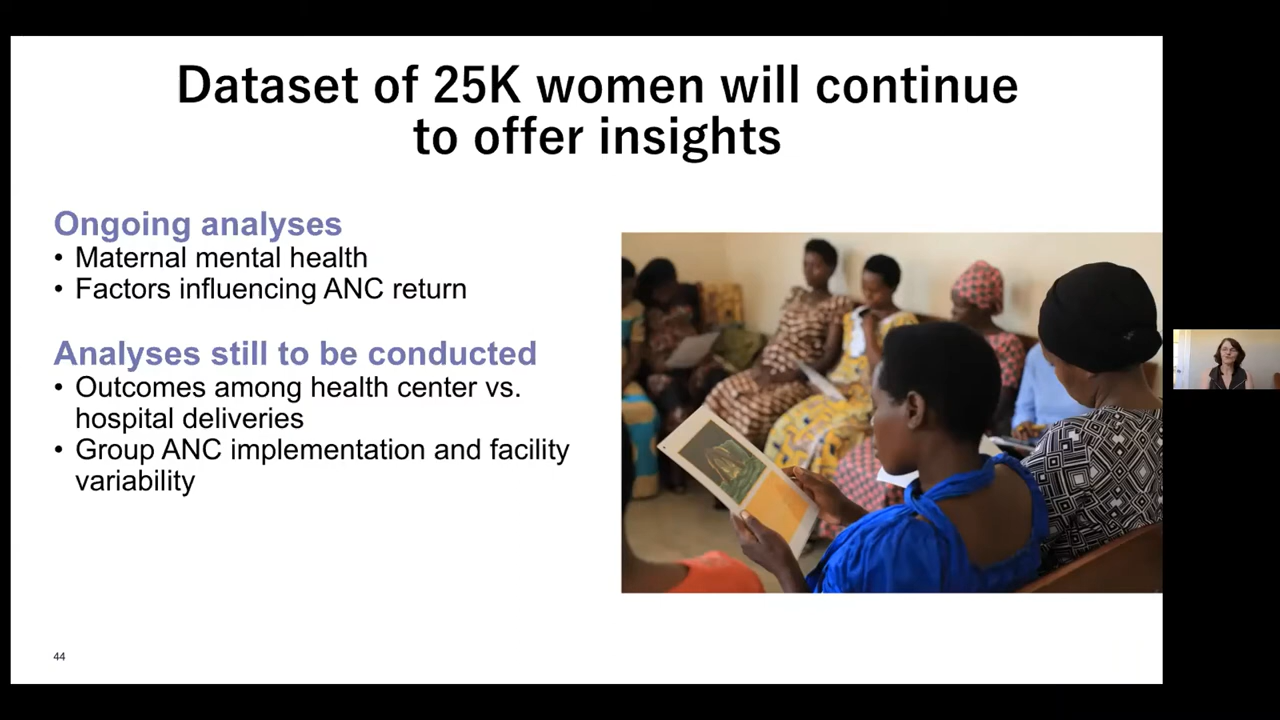 Dataset of 25K women will continue
to offer insights
Ongoing analyses
• Maternal mental health
• Factors influencing ANC return
Analyses still to be conducted
• Outcomes among health center vs.
hospital deliveries
• Group ANC implementation and facility
variability
44